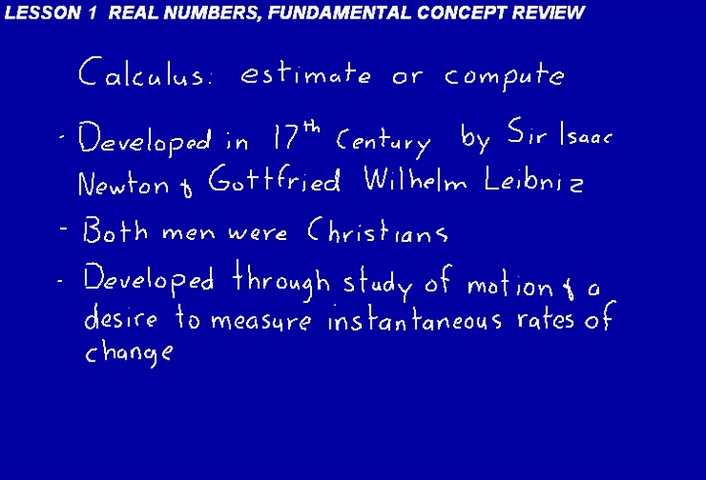 LESSON 1 REAL NUMBERS, FUNDAMENTAL CONCEPT REVIEW
Calculus: estimate or compute
- Developed in 17th Century by Sir Isaac
Newton & Gottfried Wilhelm Leibniz
- Both men were Christians
- Developed through study of motion & a
desire to measure instantaneous rates of
change